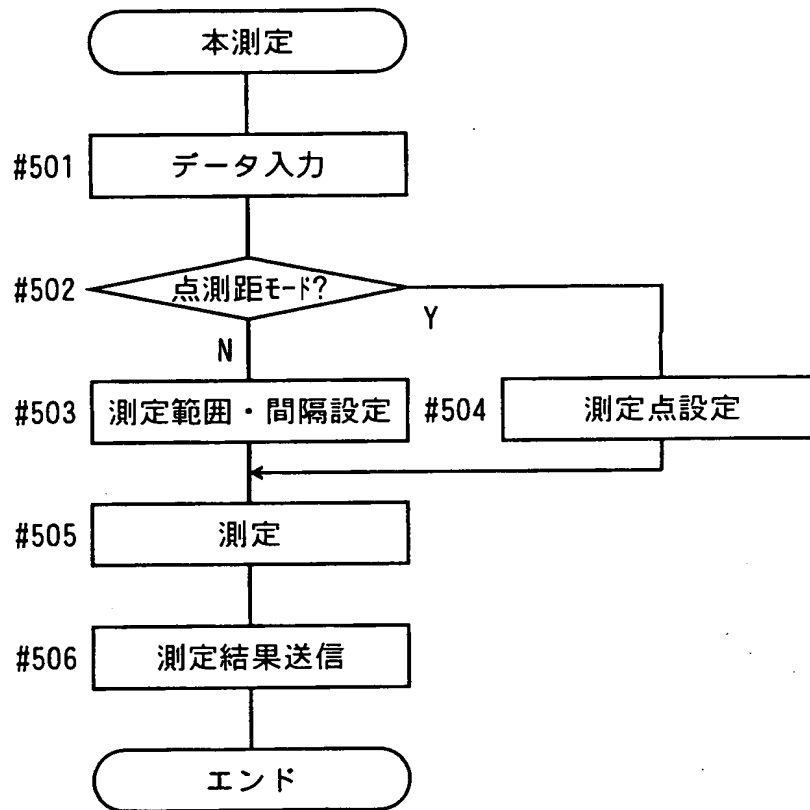 本測定
#501 データ入力
#502 点測距モード?
Y
N
#503 測定範囲・間隔設定 #504 測定点設定
#505 測定
#506 測定結果送信
エンド